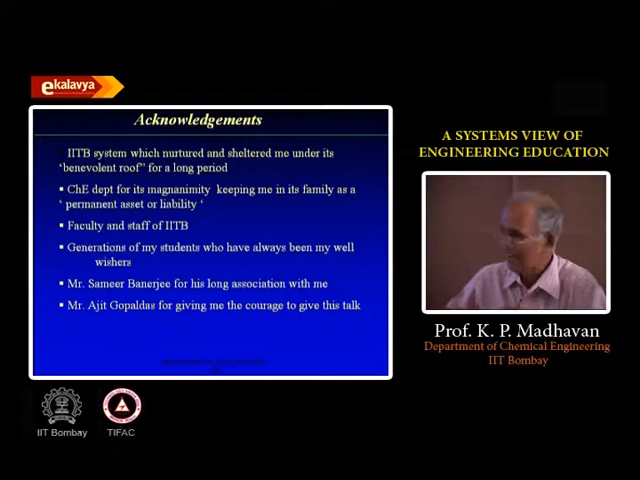 ekalavya
Acknowledgements
IITB system which nurtured and sheltered me under its
'benevolent roof" for a long period
▪ ChE dept for its magnanimity keeping me in its family as a
' permanent asset or liability '
▪ Faculty and staff of IITB
▪ Generations of my students who have always been my well
wishers
▪ Mr. Sameer Banerjee for his long association with me
▪ Mr. Ajit Gopaldas for giving me the courage to give this talk
A SYSTEMS VIEW OF
ENGINEERING EDUCATION
Prof. K. P. Madhavan
Department of Chemical Engineering
IIT Bombay
IIT Bombay
TIFAC